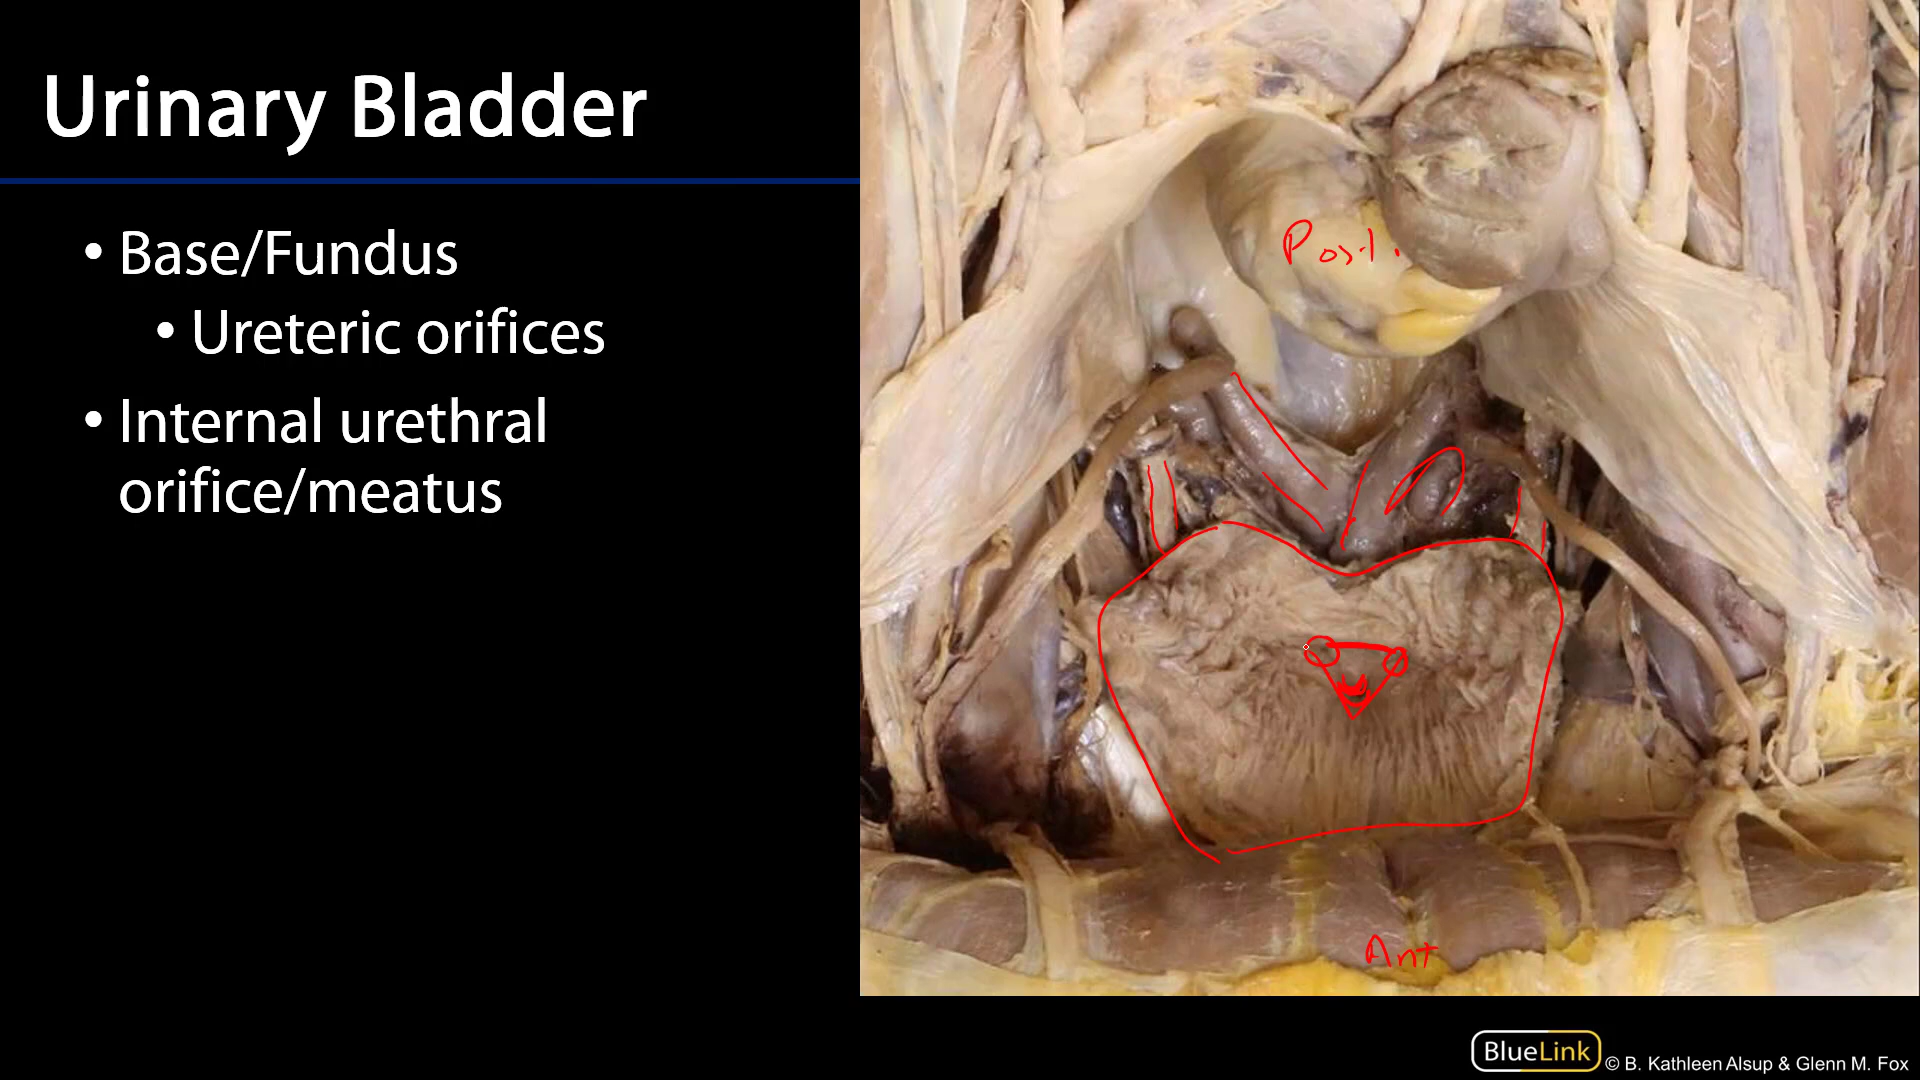 Urinary Bladder
• Base/Fundus
• Ureteric orifices
• Internal urethral
orifice/meatus
Post.
Ant
BlueLink © B. Kathleen Alsup & Glenn M. Fox